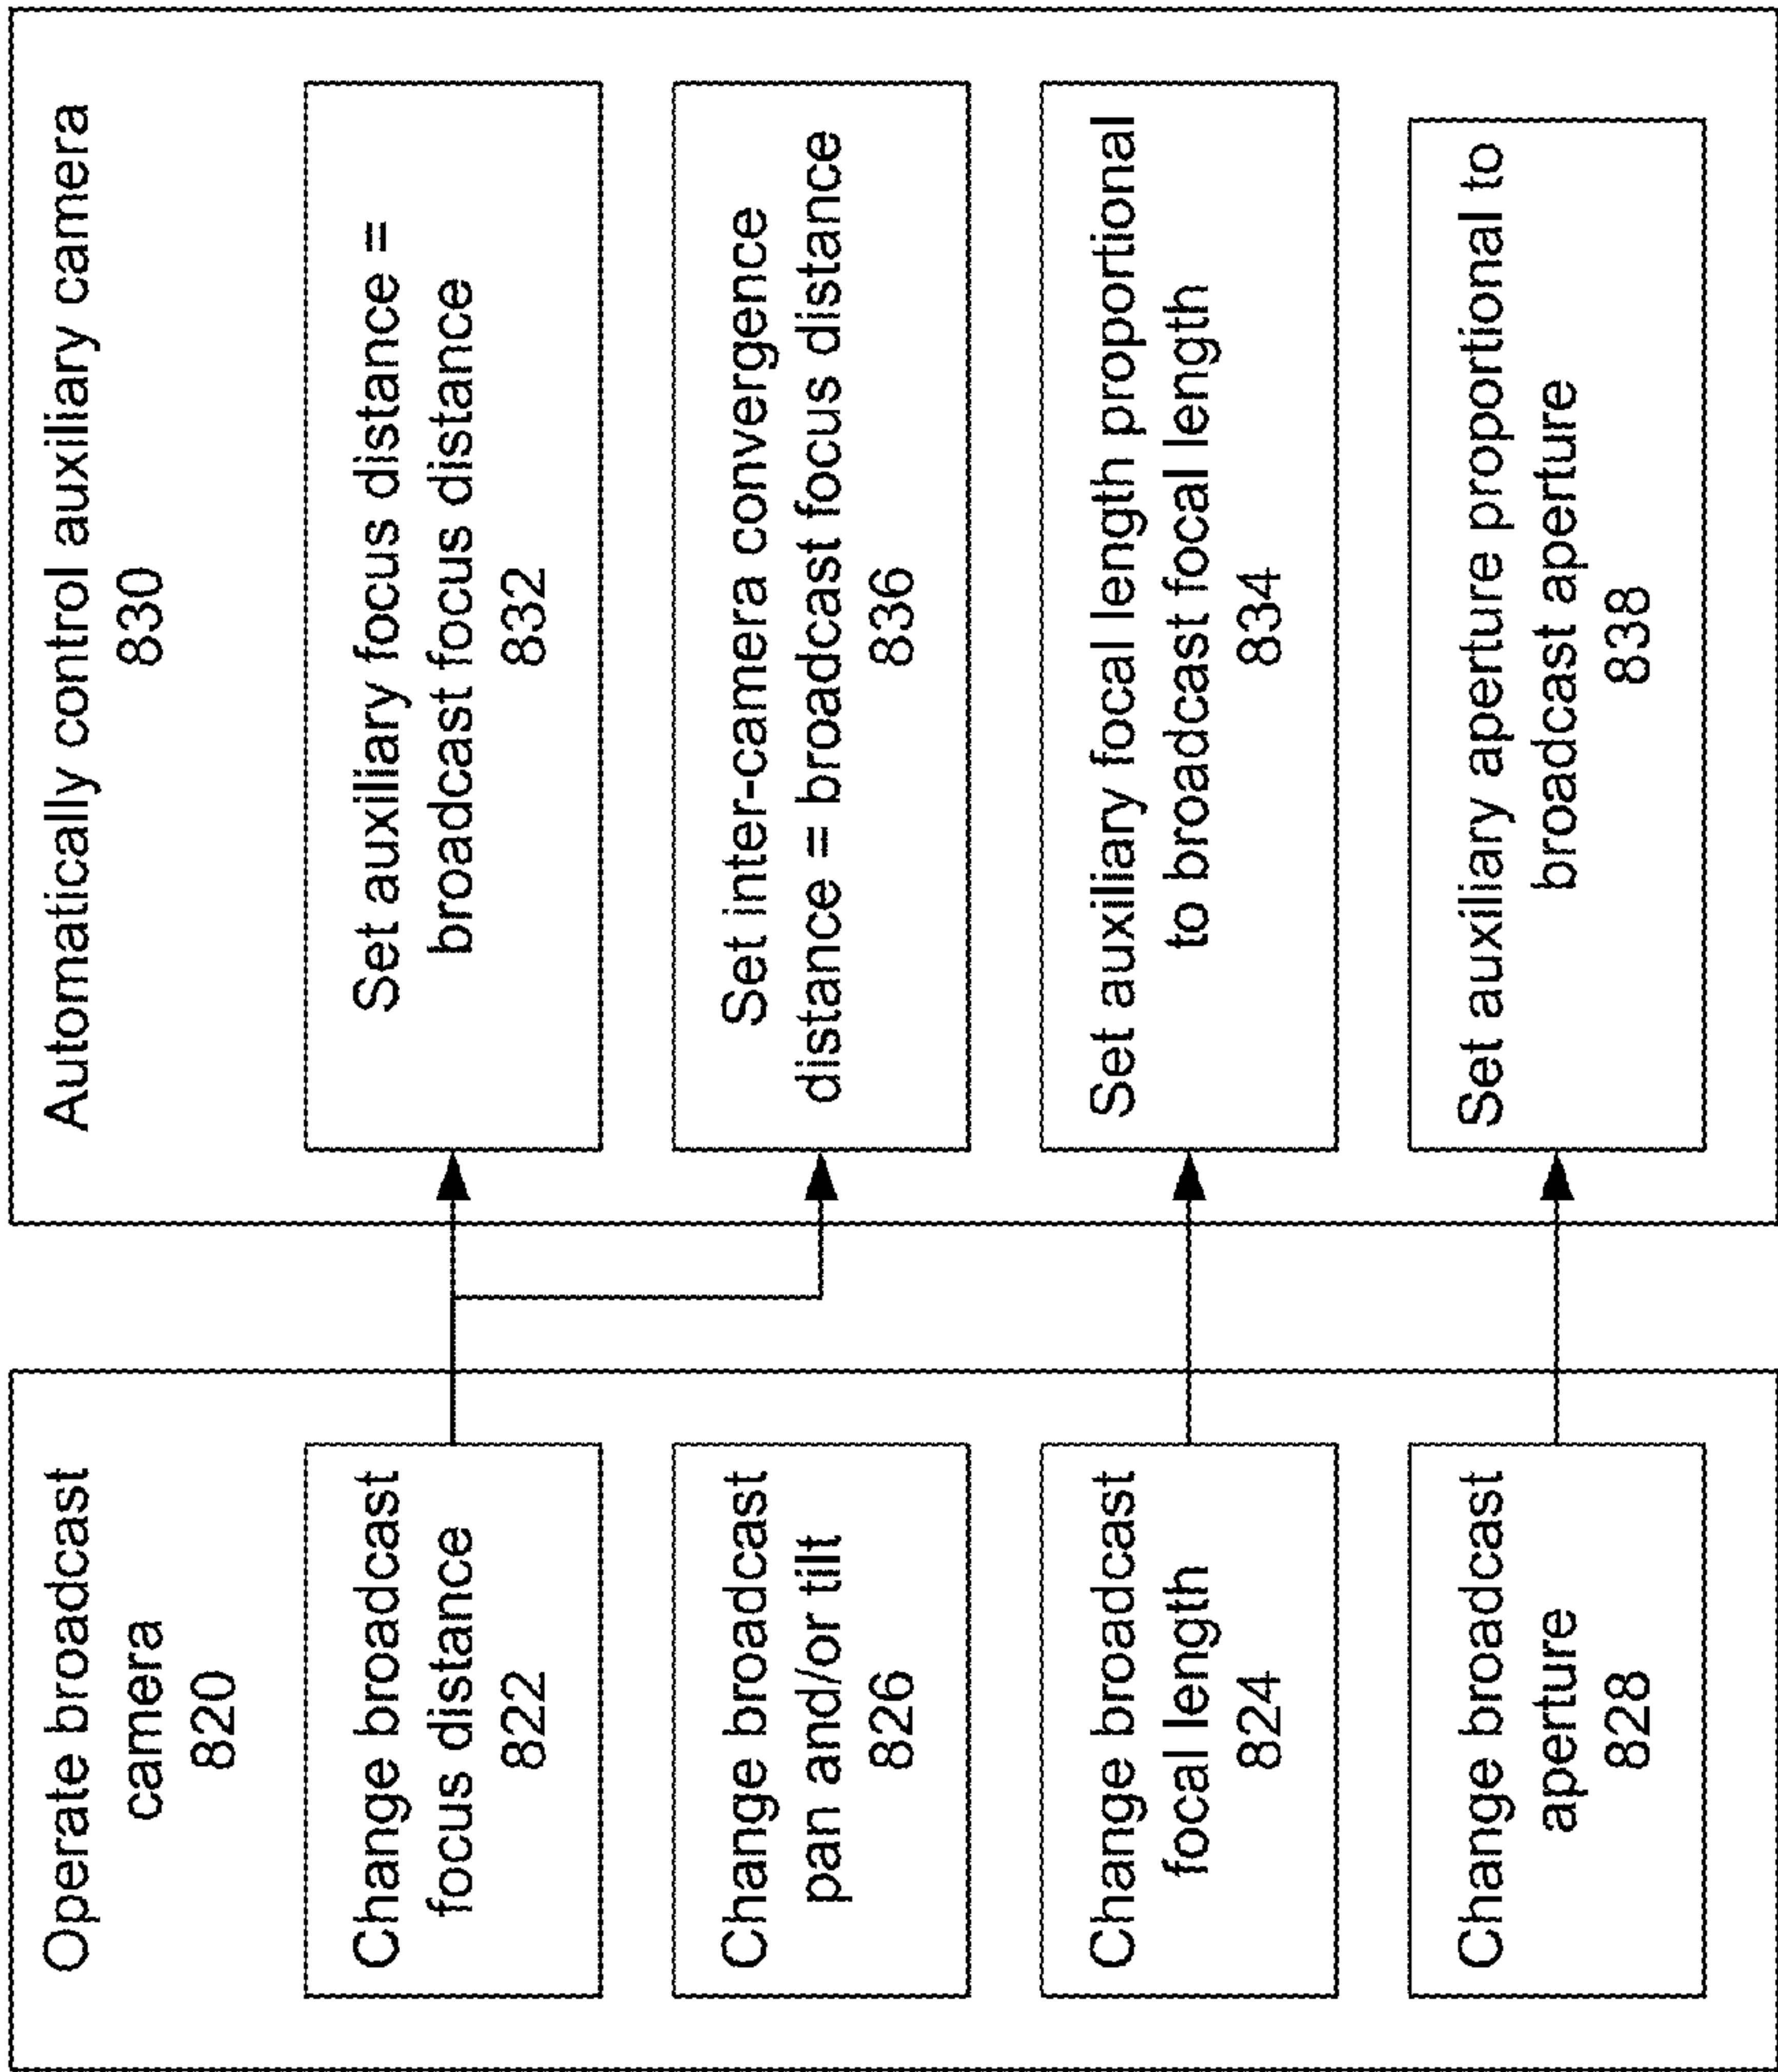 Operate broadcast
camera
820
Change broadcast
focus distance
822
Change broadcast
pan and/or tilt
826
Change broadcast
focal length
824
Change broadcast
aperture
828
Automatically control auxiliary camera
830
Set auxiliary focus distance =
broadcast focus distance
832
Set inter-camera convergence
distance = broadcast focus distance
836
Set auxiliary focal length proportional
to broadcast focal length
834
Set auxiliary aperture proportional to
broadcast aperture
838